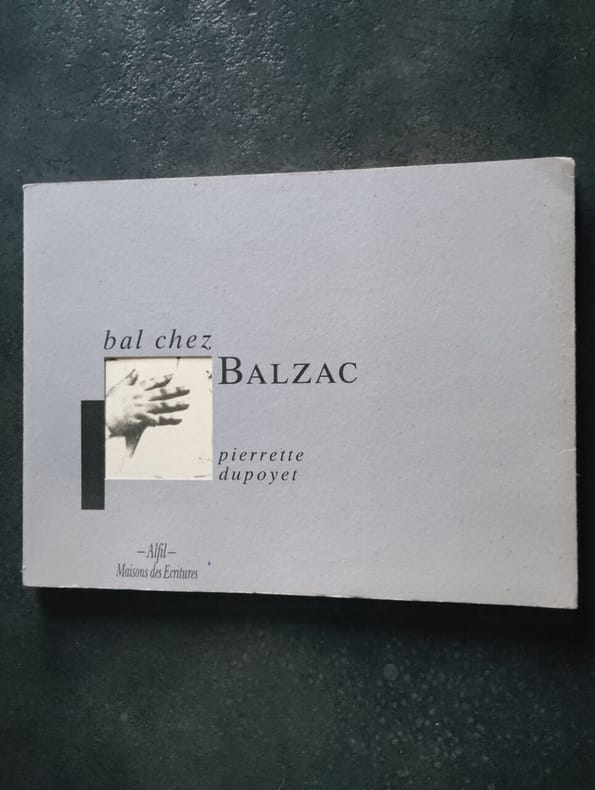 bal chez
BALZAC
pierrette
dupoyet
–Alfil–
Maisons des Ecritures